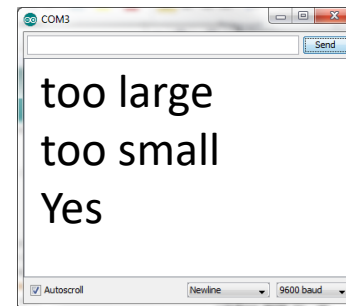 COM3
Send
too large
too small
Yes
Autoscroll
Newline
9600 baud